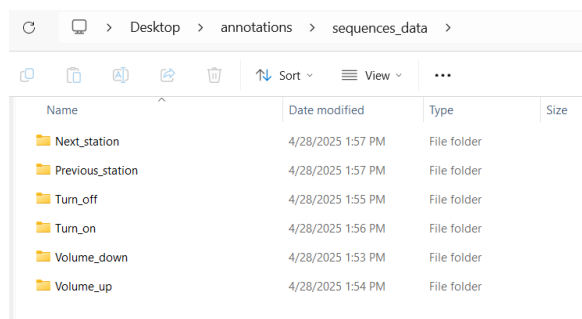 Desktop > annotations > sequences_data >
Sort View ...
Name Date modified Type Size
Next_station 4/28/2025 1:57 PM File folder
Previous_station 4/28/2025 1:57 PM File folder
Turn_off 4/28/2025 1:55 PM File folder
Turn_on 4/28/2025 1:56 PM File folder
Volume_down 4/28/2025 1:53 PM File folder
Volume_up 4/28/2025 1:54 PM File folder